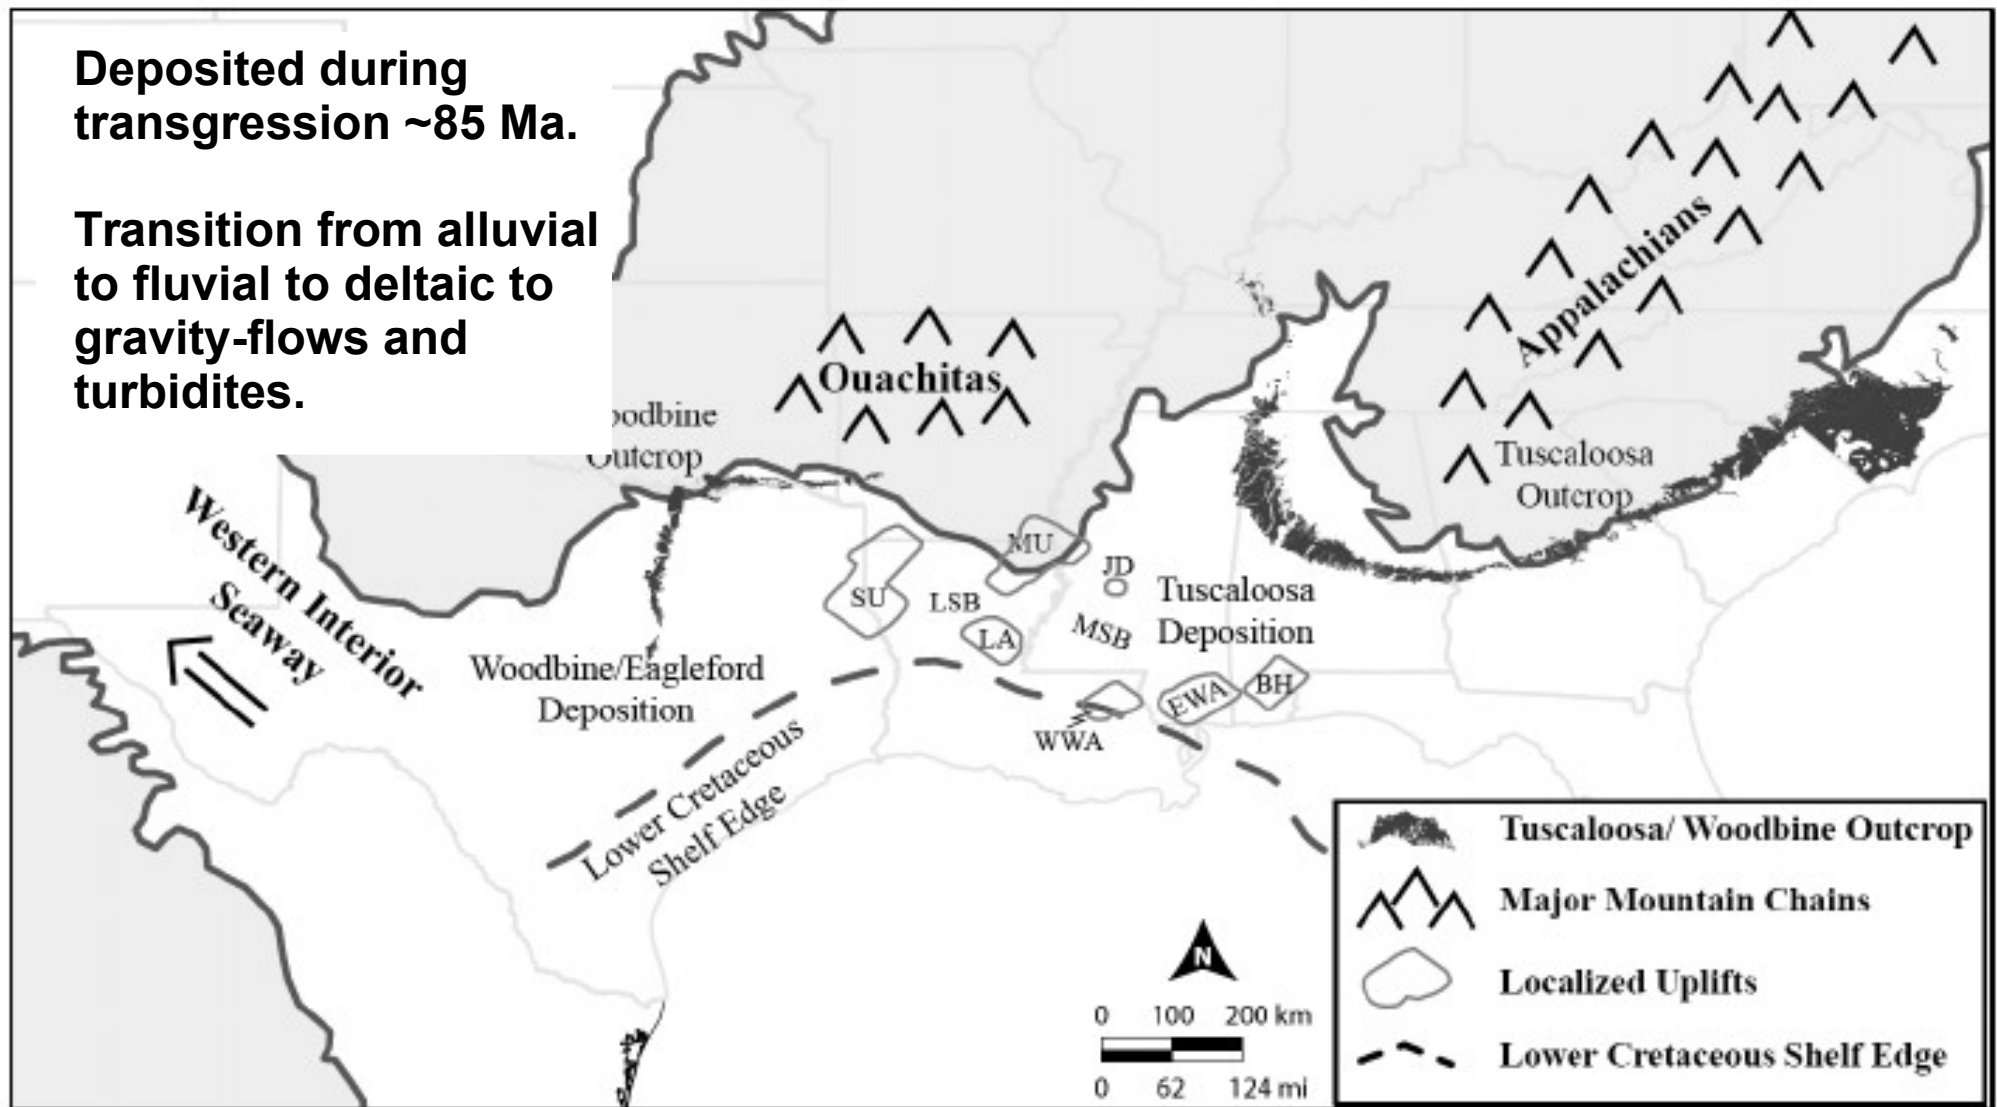 Deposited during
transgression ~85 Ma.
Transition from alluvial
to fluvial to deltaic to
gravity-flows and
turbidites.
Appalachians
Ouachitas
Outcrop
Tuscaloosa
Outcrop
Western Interior
Seaway
MU
JD
SU
LSB
LA
MSB
Tuscaloosa
Deposition
Woodbine/Eagleford
Deposition
EWA
BH
WWA
Lower Cretaceous
Shelf Edge
N
0 100 200 km
0 62 124 mi
Tuscaloosa/ Woodbine Outcrop
Major Mountain Chains
Localized Uplifts
Lower Cretaceous Shelf Edge